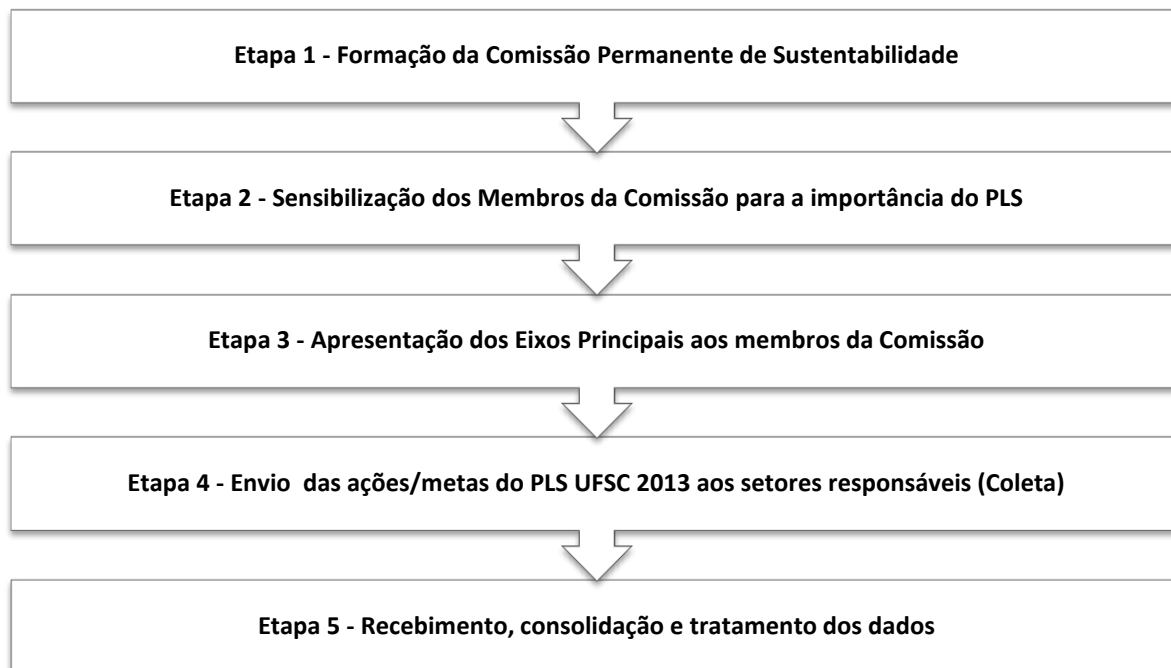 Etapa 1 - Formação da Comissão Permanente de Sustentabilidade
Etapa 2 - Sensibilização dos Membros da Comissão para a importância do PLS
Etapa 3 - Apresentação dos Eixos Principais aos membros da Comissão
Etapa 4 - Envio das ações/metas do PLS UFSC 2013 aos setores responsáveis (Coleta)
Etapa 5 - Recebimento, consolidação e tratamento dos dados